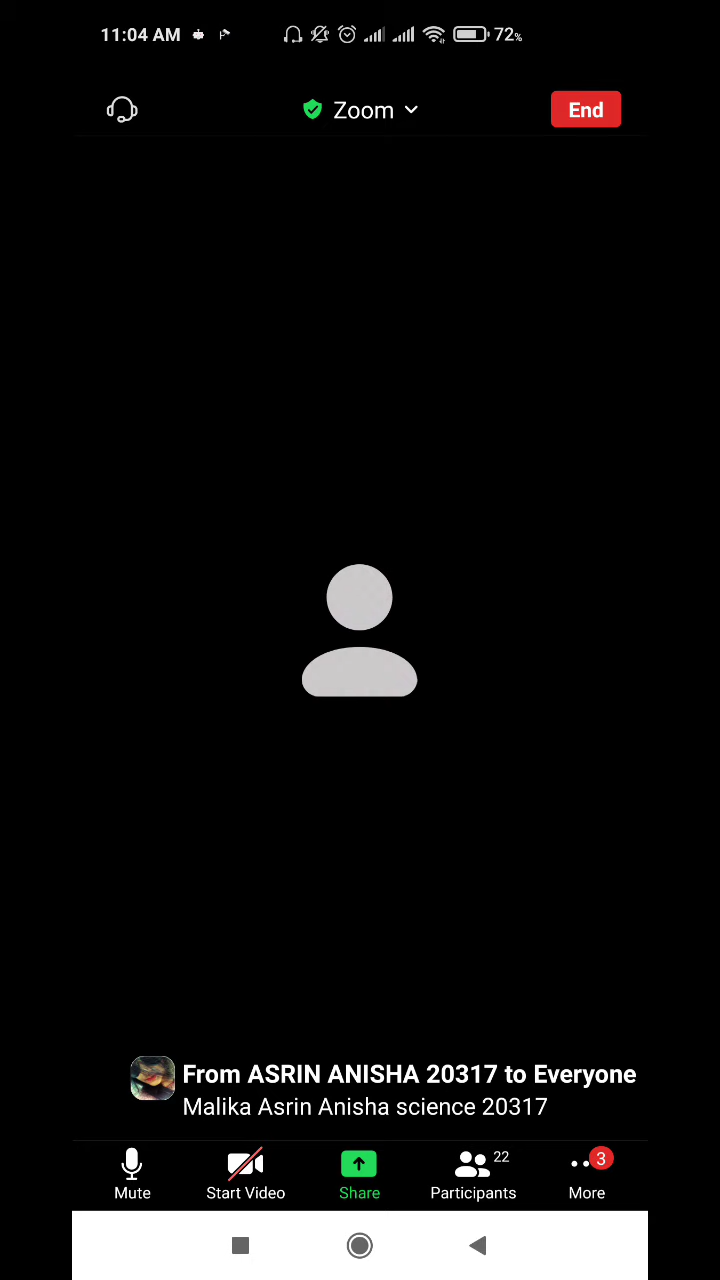 11:04 AM 72%
Zoom End
From ASRIN ANISHA 20317 to Everyone
Malika Asrin Anisha science 20317
22 3
Mute Start Video Share Participants More